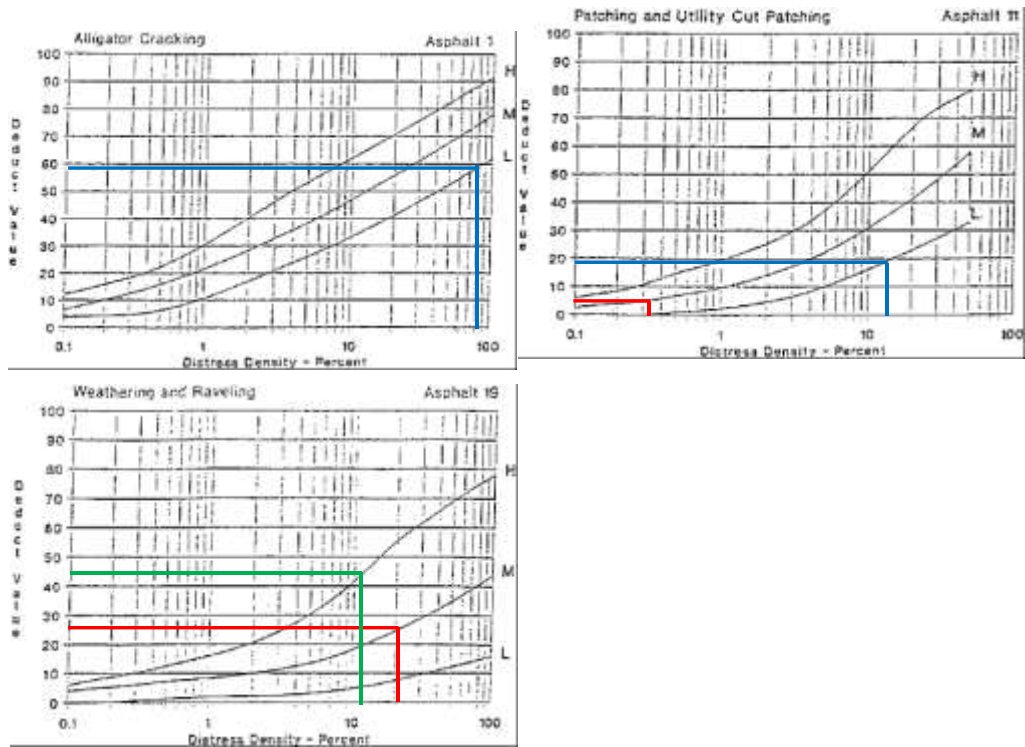 Alligator Cracking Asphalt 1
100
90
80
70
60
50
40
30
20
10
0
Deduct Value
H
M
L
0.1 1 10 100
Distress Density - Percent
Patching and Utility Cut Patching Asphalt 11
100
90
80
70
60
50
40
30
20
10
0
Deduct Value
H
M
L
0.1 1 10 100
Distress Density - Percent
Weathering and Raveling Asphalt 19
100
90
80
70
60
50
40
30
20
10
0
Deduct Value
H
M
L
0.1 1 10 100
Distress Density - Percent